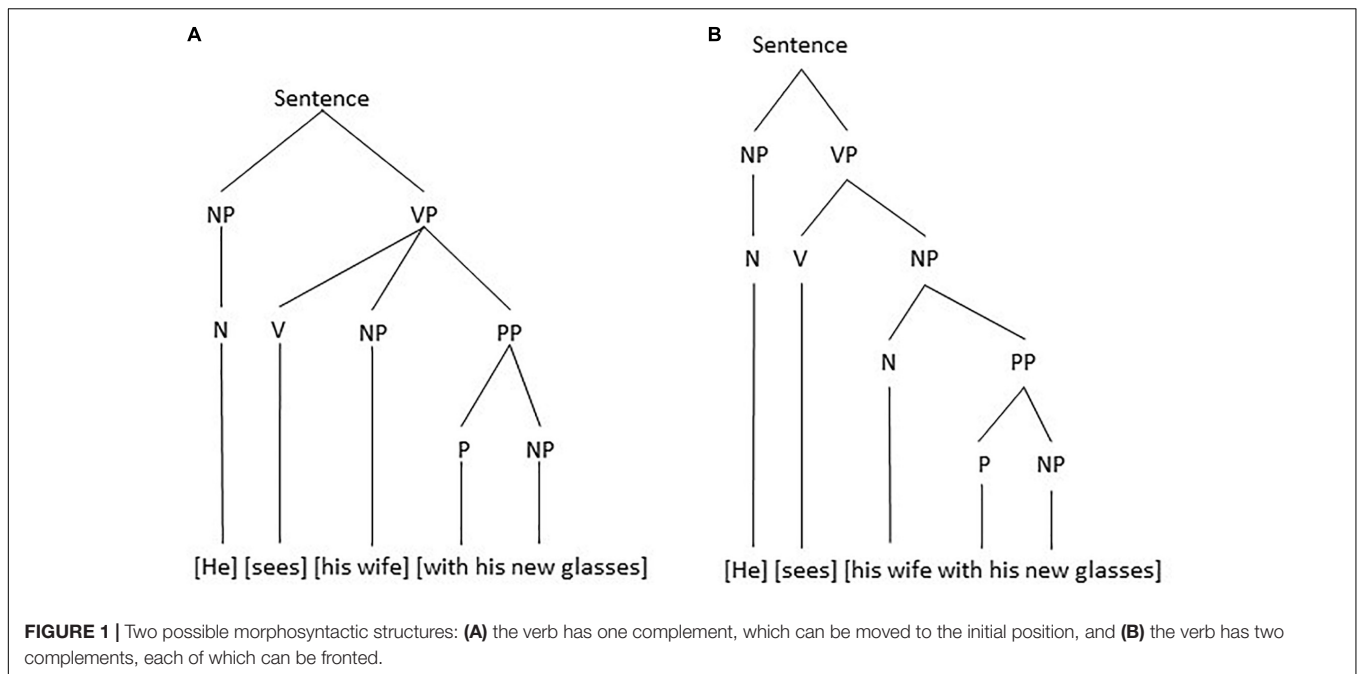 A
B
Sentence
Sentence
NP
VP
NP
VP
N
V
NP
PP
N
V
NP
N
PP
P
NP
P
NP
[He] [sees] [his wife] [with his new glasses]
[He] [sees] [his wife with his new glasses]
FIGURE 1 | Two possible morphosyntactic structures: (A) the verb has one complement, which can be moved to the initial position, and (B) the verb has two
complements, each of which can be fronted.